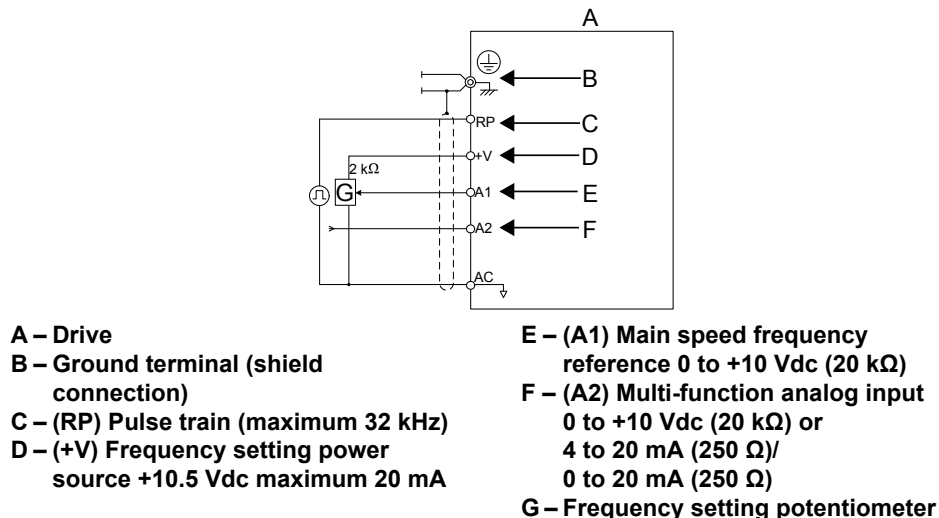 A
B
RP
C
+V
D
2 kΩ
G
A1
E
A2
F
AC
A – Drive
B – Ground terminal (shield
connection)
C – (RP) Pulse train (maximum 32 kHz)
D – (+V) Frequency setting power
source +10.5 Vdc maximum 20 mA
E – (A1) Main speed frequency
reference 0 to +10 Vdc (20 kΩ)
F – (A2) Multi-function analog input
0 to +10 Vdc (20 kΩ) or
4 to 20 mA (250 Ω)/
0 to 20 mA (250 Ω)
G – Frequency setting potentiometer